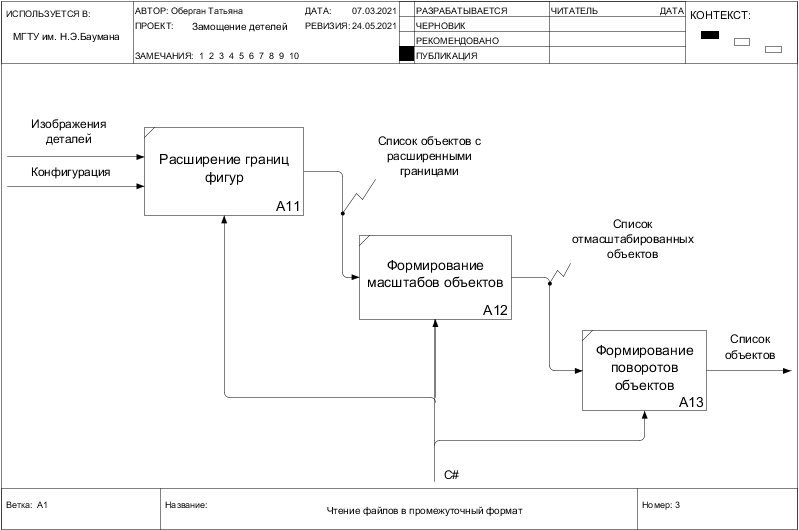 ИСПОЛЬЗУЕТСЯ В:
МГТУ им. Н.Э.Баумана
АВТОР: Оберган Татьяна
ДАТА: 07.03.2021
ПРОЕКТ: Замощение деталей
РЕВИЗИЯ: 24.05.2021
ЗАМЕЧАНИЯ: 1 2 3 4 5 6 7 8 9 10
РАЗРАБАТЫВАЕТСЯ
ЧЕРНОВИК
РЕКОМЕНДОВАНО
ПУБЛИКАЦИЯ
ЧИТАТЕЛЬ
ДАТА
КОНТЕКСТ:
Изображения
деталей
Конфигурация
Расширение границ
фигур
A11
Список объектов с
расширенными
границами
Формирование
масштабов объектов
A12
Список
отмасштабированных
объектов
Формирование
поворотов
объектов
A13
Список
объектов
C#
Ветка: A1
Название:
Чтение файлов в промежуточный формат
Номер: 3